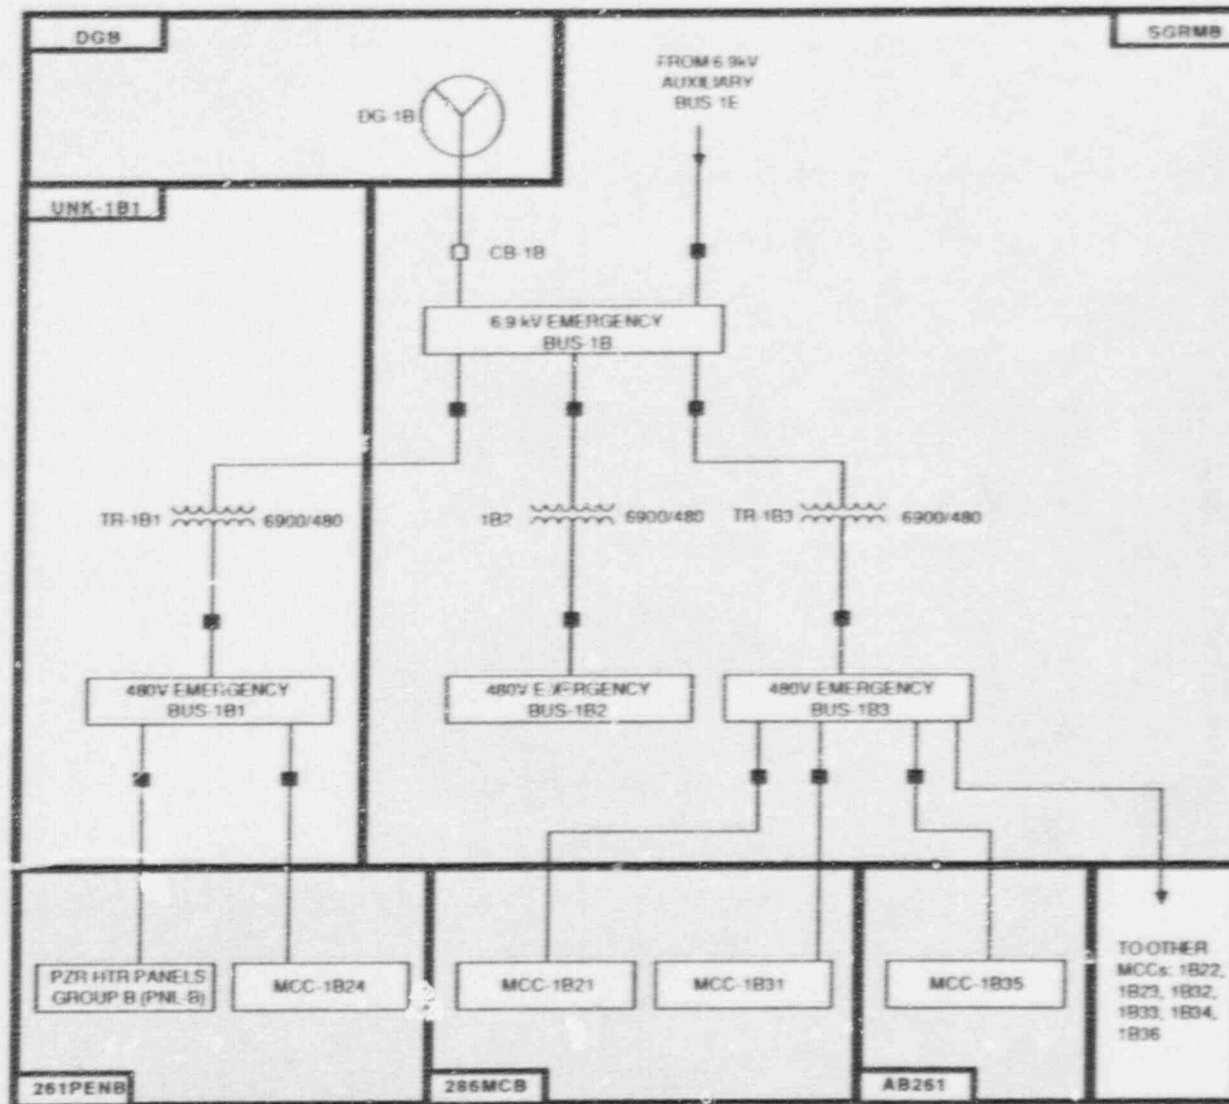 DGB
SGRMB
FROM 6.9kV
AUXILIARY
BUS-1E
DG-1B
UNK-1B1
CB-1B
6.9 kV EMERGENCY
BUS-1B
TR-1B1
6900/480
1B2
6900/480
TR-1B3
6900/480
480V EMERGENCY
BUS-1B1
480V EMERGENCY
BUS-1B2
480V EMERGENCY
BUS-1B3
PZR HTR PANELS
GROUP B (PNL-B)
MCC-1B24
MCC-1B21
MCC-1B31
MCC-1B35
TO OTHER
MCCs: 1B22,
1B23, 1B32,
1B33, 1B34,
1B36
261PENB
286MCB
AB261